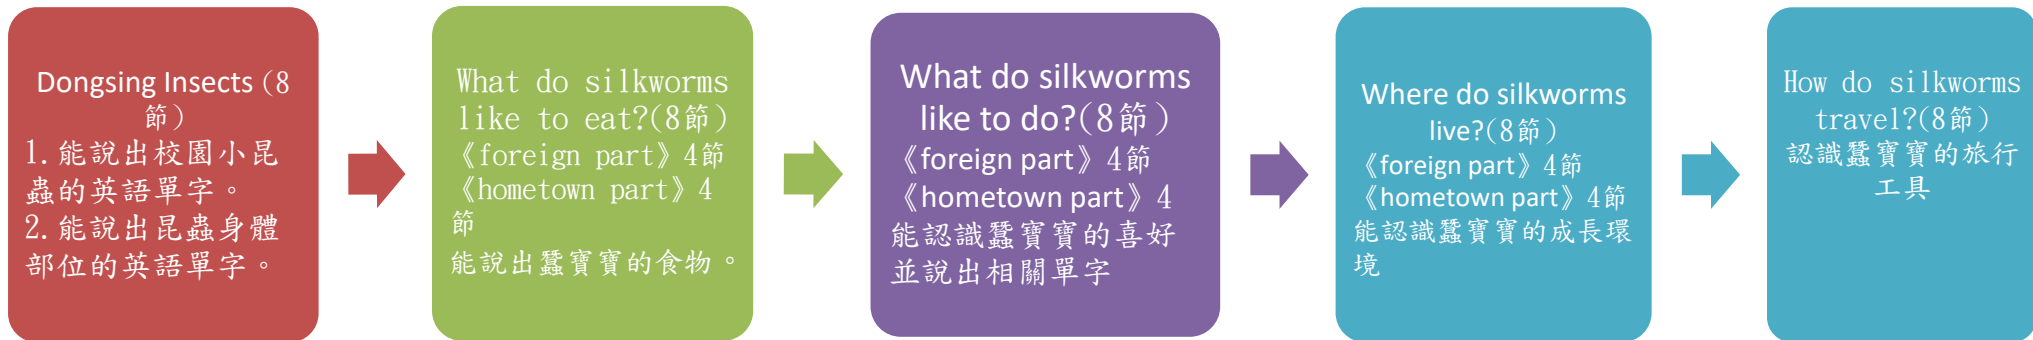 Dongsing Insects (8
節)
1.能說出校園小昆
蟲的英語單字。
2.能說出昆蟲身體
部位的英語單字。
What do silkworms
like to eat?(8節)
《foreign part》4節
《hometown part》4
節
能說出蠶寶寶的食物。
What do silkworms
like to do?(8節)
《foreign part》4節
《hometown part》4
能認識蠶寶寶的喜好
並說出相關單字
Where do silkworms
live?(8節)
《foreign part》4節
《hometown part》4節
能認識蠶寶寶的成長環
境
How do silkworms
travel?(8節)
認識蠶寶寶的旅行
工具